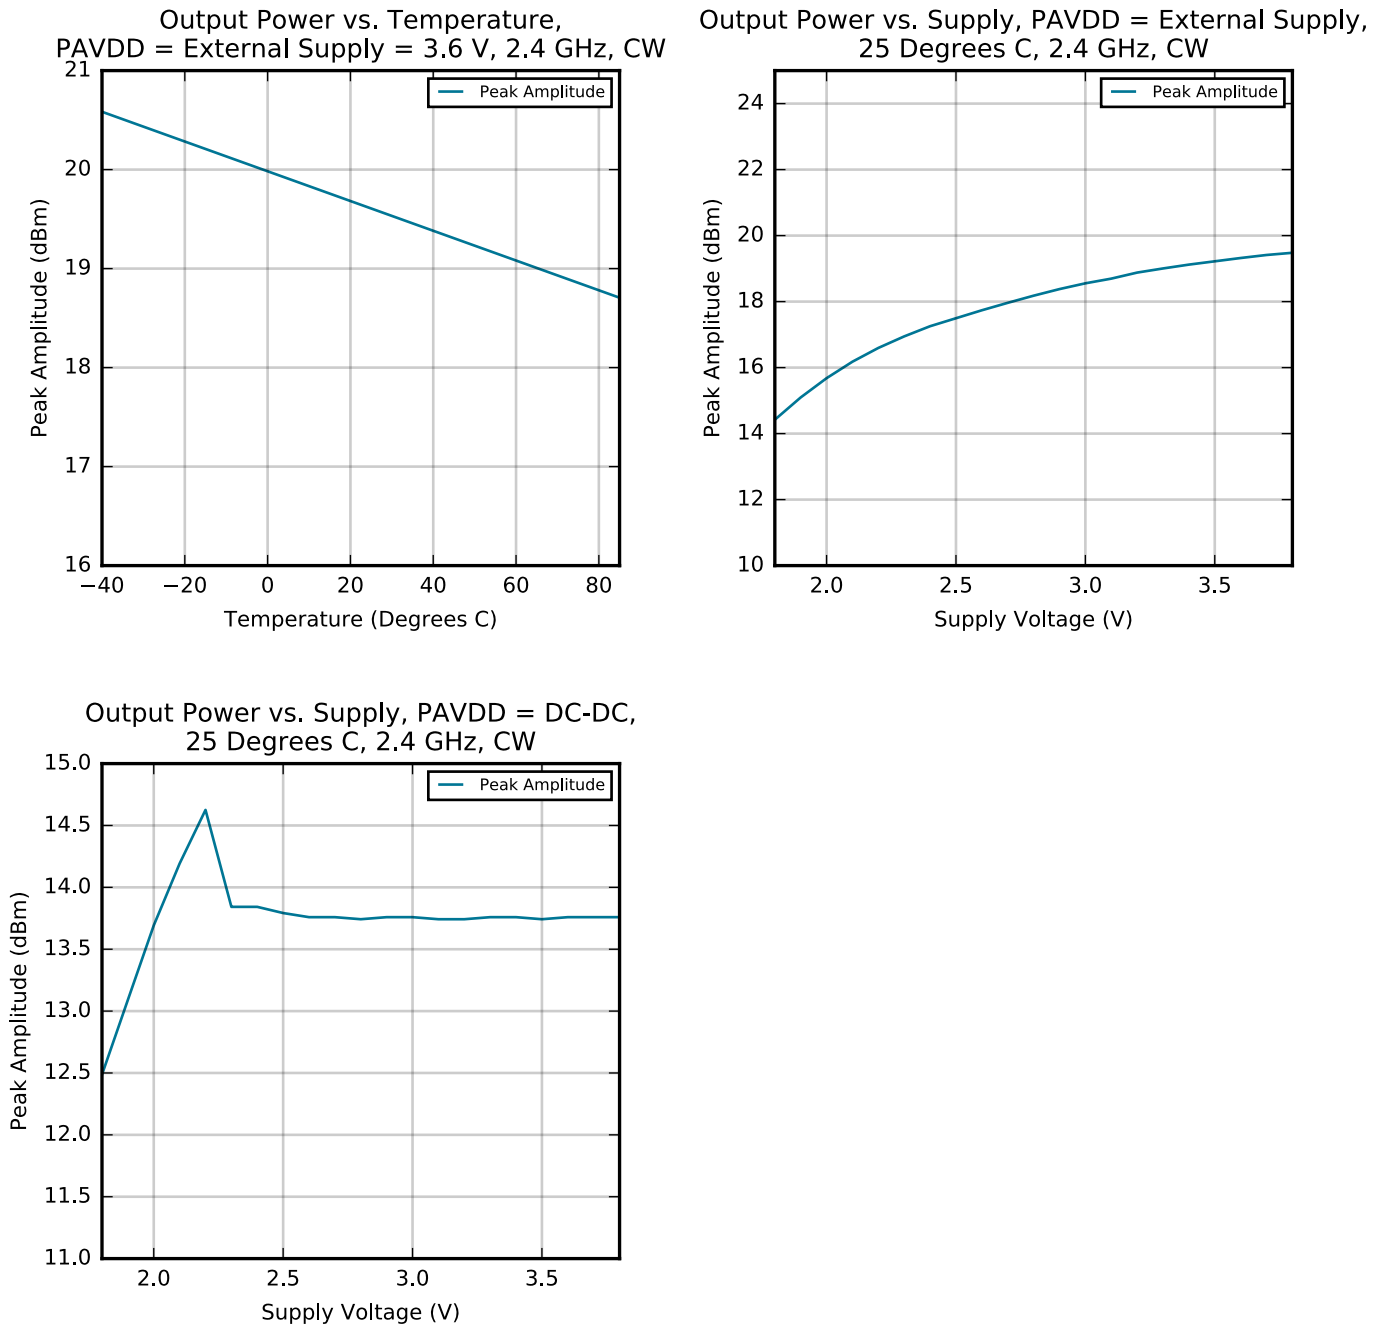 Output Power vs. Temperature,
PAVDD = External Supply = 3.6 V, 2.4 GHz, CW
Peak Amplitude
21
20
19
18
17
16
Peak Amplitude (dBm)
−40 −20 0 20 40 60 80
Temperature (Degrees C)
Output Power vs. Supply, PAVDD = External Supply,
25 Degrees C, 2.4 GHz, CW
Peak Amplitude
24
22
20
18
16
14
12
10
Peak Amplitude (dBm)
2.0 2.5 3.0 3.5
Supply Voltage (V)
Output Power vs. Supply, PAVDD = DC-DC,
25 Degrees C, 2.4 GHz, CW
Peak Amplitude
15.0
14.5
14.0
13.5
13.0
12.5
12.0
11.5
11.0
Peak Amplitude (dBm)
2.0 2.5 3.0 3.5
Supply Voltage (V)